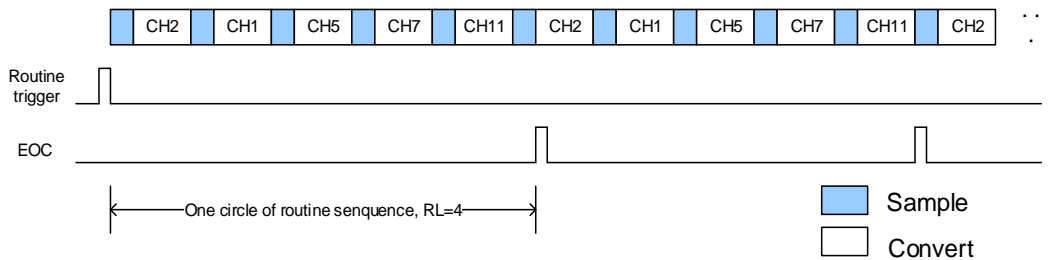 CH2 CH1 CH5 CH7 CH11 CH2 CH1 CH5 CH7 CH11 CH2 . . .
Routine
trigger
EOC
One circle of routine senquence, RL=4
Sample
Convert